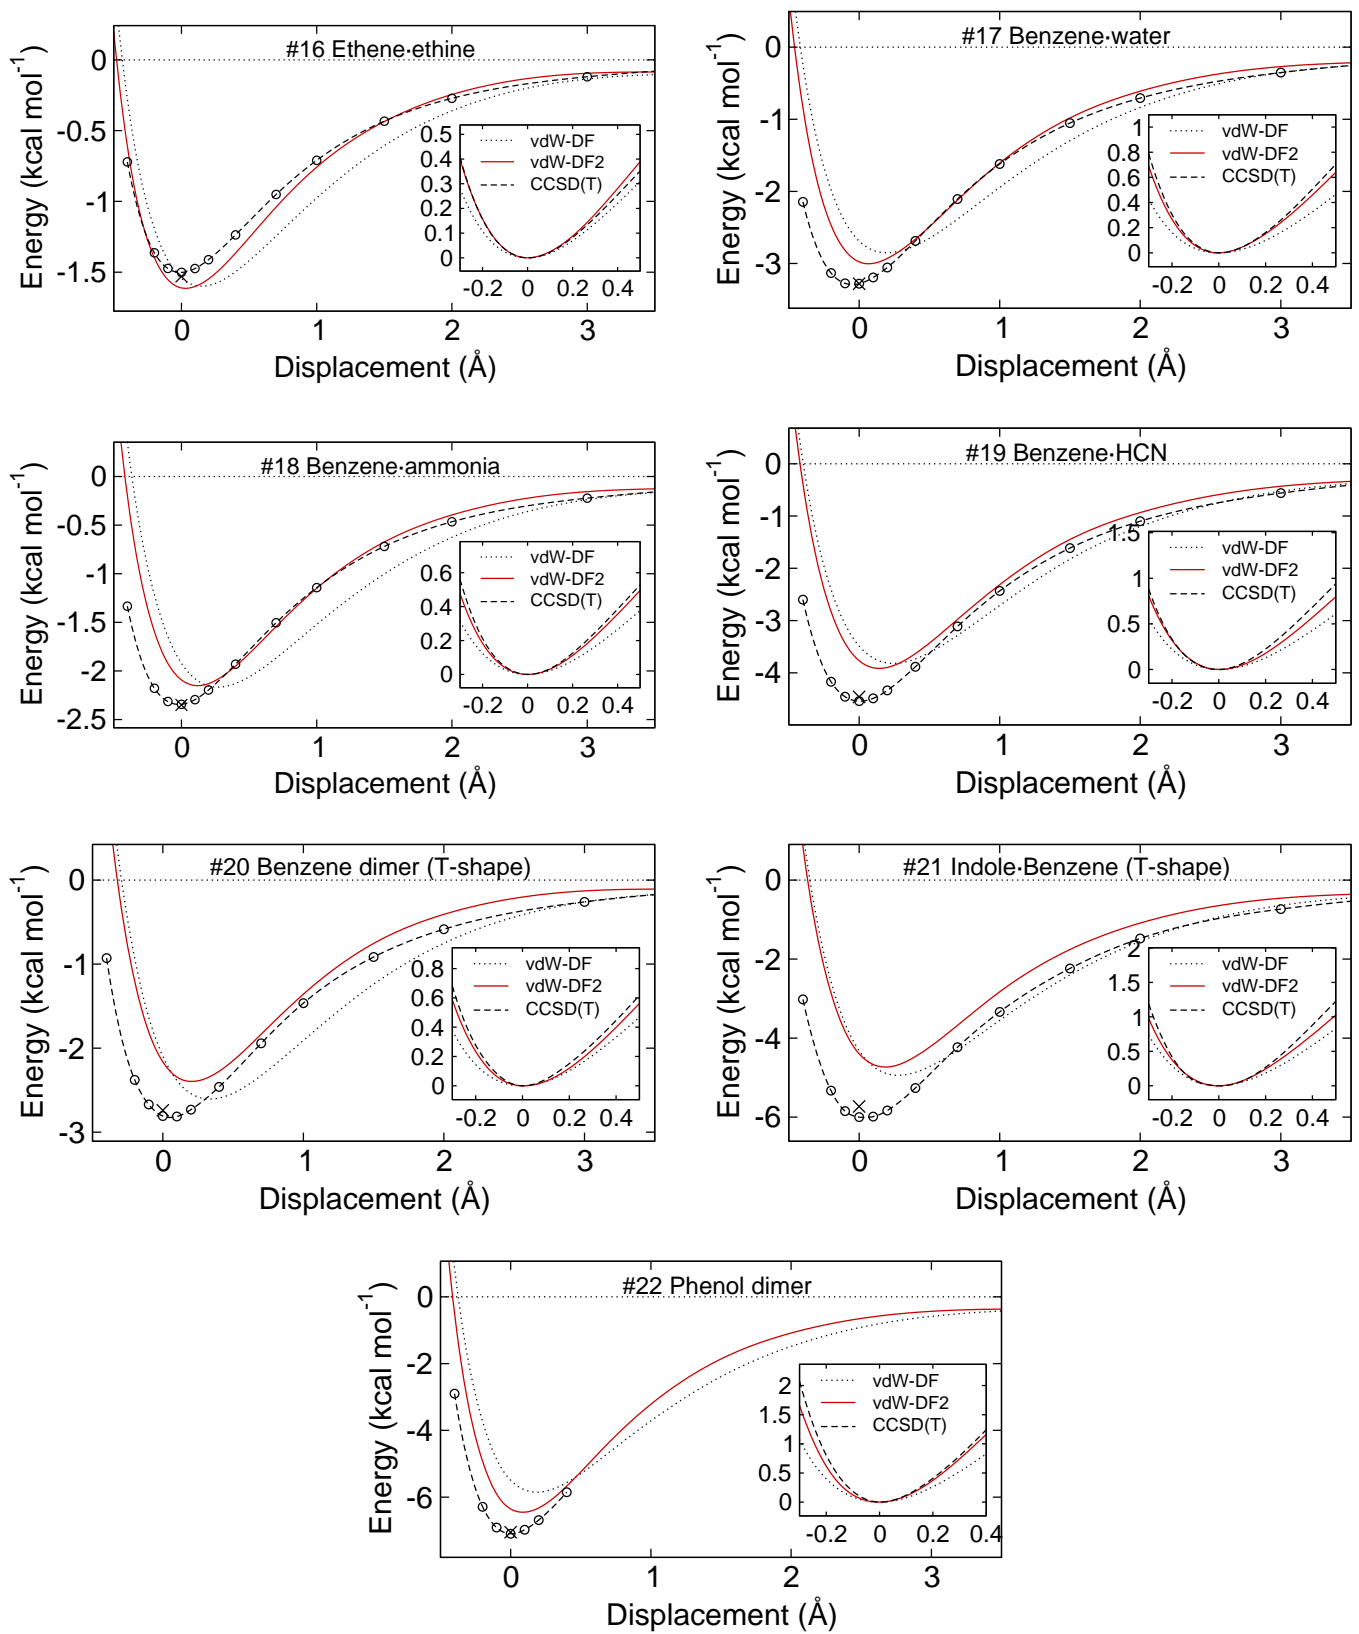 #16 Ethene·ethine
Energy (kcal mol-1)
0
-0.5
-1
-1.5
0 1 2 3
Displacement (Å)
0.5
0.4
0.3
0.2
0.1
0
-0.2 0 0.2 0.4
vdW-DF
vdW-DF2
CCSD(T)
#17 Benzene·water
Energy (kcal mol-1)
0
-1
-2
-3
0 1 2 3
Displacement (Å)
1
0.8
0.6
0.4
0.2
0
-0.2 0 0.2 0.4
vdW-DF
vdW-DF2
CCSD(T)
#18 Benzene·ammonia
Energy (kcal mol-1)
0
-0.5
-1
-1.5
-2
-2.5
0 1 2 3
Displacement (Å)
0.6
0.4
0.2
0
-0.2 0 0.2 0.4
vdW-DF
vdW-DF2
CCSD(T)
#19 Benzene·HCN
Energy (kcal mol-1)
0
-1
-2
-3
-4
0 1 2 3
Displacement (Å)
1.5
1
0.5
0
-0.2 0 0.2 0.4
vdW-DF
vdW-DF2
CCSD(T)
#20 Benzene dimer (T-shape)
Energy (kcal mol-1)
0
-1
-2
-3
0 1 2 3
Displacement (Å)
0.8
0.6
0.4
0.2
0
-0.2 0 0.2 0.4
vdW-DF
vdW-DF2
CCSD(T)
#21 Indole·Benzene (T-shape)
Energy (kcal mol-1)
0
-2
-4
-6
0 1 2 3
Displacement (Å)
2
1.5
1
0.5
0
-0.2 0 0.2 0.4
vdW-DF
vdW-DF2
CCSD(T)
#22 Phenol dimer
Energy (kcal mol-1)
0
-2
-4
-6
0 1 2 3
Displacement (Å)
2
1.5
1
0.5
0
-0.2 0 0.2 0.4
vdW-DF
vdW-DF2
CCSD(T)